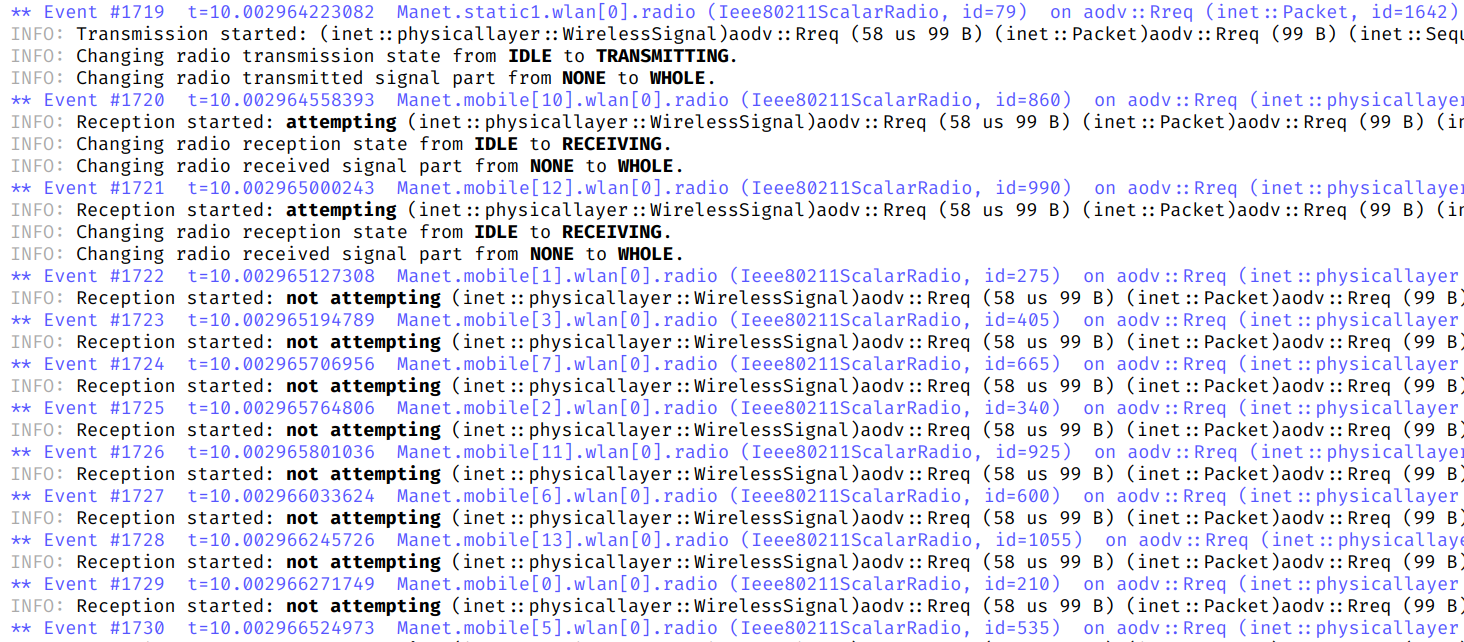 ** Event #1719  t=10.002964223082  Manet.static1.wlan[0].radio (Ieee80211ScalarRadio, id=79)  on aodv::Rreq (inet::Packet, id=1642)
INFO: Transmission started: (inet::physicallayer::WirelessSignal)aodv::Rreq (58 us 99 B) (inet::Packet)aodv::Rreq (99 B) (inet::Sequ
INFO: Changing radio transmission state from IDLE to TRANSMITTING.
INFO: Changing radio transmitted signal part from NONE to WHOLE.
** Event #1720  t=10.002964558393  Manet.mobile[10].wlan[0].radio (Ieee80211ScalarRadio, id=860)  on aodv::Rreq (inet::physicallayer
INFO: Reception started: attempting (inet::physicallayer::WirelessSignal)aodv::Rreq (58 us 99 B) (inet::Packet)aodv::Rreq (99 B) (in
INFO: Changing radio reception state from IDLE to RECEIVING.
INFO: Changing radio received signal part from NONE to WHOLE.
** Event #1721  t=10.002965000243  Manet.mobile[12].wlan[0].radio (Ieee80211ScalarRadio, id=990)  on aodv::Rreq (inet::physicallayer
INFO: Reception started: attempting (inet::physicallayer::WirelessSignal)aodv::Rreq (58 us 99 B) (inet::Packet)aodv::Rreq (99 B) (in
INFO: Changing radio reception state from IDLE to RECEIVING.
INFO: Changing radio received signal part from NONE to WHOLE.
** Event #1722  t=10.002965127308  Manet.mobile[1].wlan[0].radio (Ieee80211ScalarRadio, id=275)  on aodv::Rreq (inet::physicallayer
INFO: Reception started: not attempting (inet::physicallayer::WirelessSignal)aodv::Rreq (58 us 99 B) (inet::Packet)aodv::Rreq (99 B)
** Event #1723  t=10.002965194789  Manet.mobile[3].wlan[0].radio (Ieee80211ScalarRadio, id=405)  on aodv::Rreq (inet::physicallayer
INFO: Reception started: not attempting (inet::physicallayer::WirelessSignal)aodv::Rreq (58 us 99 B) (inet::Packet)aodv::Rreq (99 B)
** Event #1724  t=10.002965706956  Manet.mobile[7].wlan[0].radio (Ieee80211ScalarRadio, id=665)  on aodv::Rreq (inet::physicallayer
INFO: Reception started: not attempting (inet::physicallayer::WirelessSignal)aodv::Rreq (58 us 99 B) (inet::Packet)aodv::Rreq (99 B)
** Event #1725  t=10.002965764806  Manet.mobile[2].wlan[0].radio (Ieee80211ScalarRadio, id=340)  on aodv::Rreq (inet::physicallayer
INFO: Reception started: not attempting (inet::physicallayer::WirelessSignal)aodv::Rreq (58 us 99 B) (inet::Packet)aodv::Rreq (99 B)
** Event #1726  t=10.002965801036  Manet.mobile[11].wlan[0].radio (Ieee80211ScalarRadio, id=925)  on aodv::Rreq (inet::physicallayer
INFO: Reception started: not attempting (inet::physicallayer::WirelessSignal)aodv::Rreq (58 us 99 B) (inet::Packet)aodv::Rreq (99 B)
** Event #1727  t=10.002966033624  Manet.mobile[6].wlan[0].radio (Ieee80211ScalarRadio, id=600)  on aodv::Rreq (inet::physicallayer
INFO: Reception started: not attempting (inet::physicallayer::WirelessSignal)aodv::Rreq (58 us 99 B) (inet::Packet)aodv::Rreq (99 B)
** Event #1728  t=10.002966245726  Manet.mobile[13].wlan[0].radio (Ieee80211ScalarRadio, id=1055)  on aodv::Rreq (inet::physicallaye
INFO: Reception started: not attempting (inet::physicallayer::WirelessSignal)aodv::Rreq (58 us 99 B) (inet::Packet)aodv::Rreq (99 B)
** Event #1729  t=10.002966271749  Manet.mobile[0].wlan[0].radio (Ieee80211ScalarRadio, id=210)  on aodv::Rreq (inet::physicallayer
INFO: Reception started: not attempting (inet::physicallayer::WirelessSignal)aodv::Rreq (58 us 99 B) (inet::Packet)aodv::Rreq (99 B)
** Event #1730  t=10.002966524973  Manet.mobile[5].wlan[0].radio (Ieee80211ScalarRadio, id=535)  on aodv::Rreq (inet::physicallayer